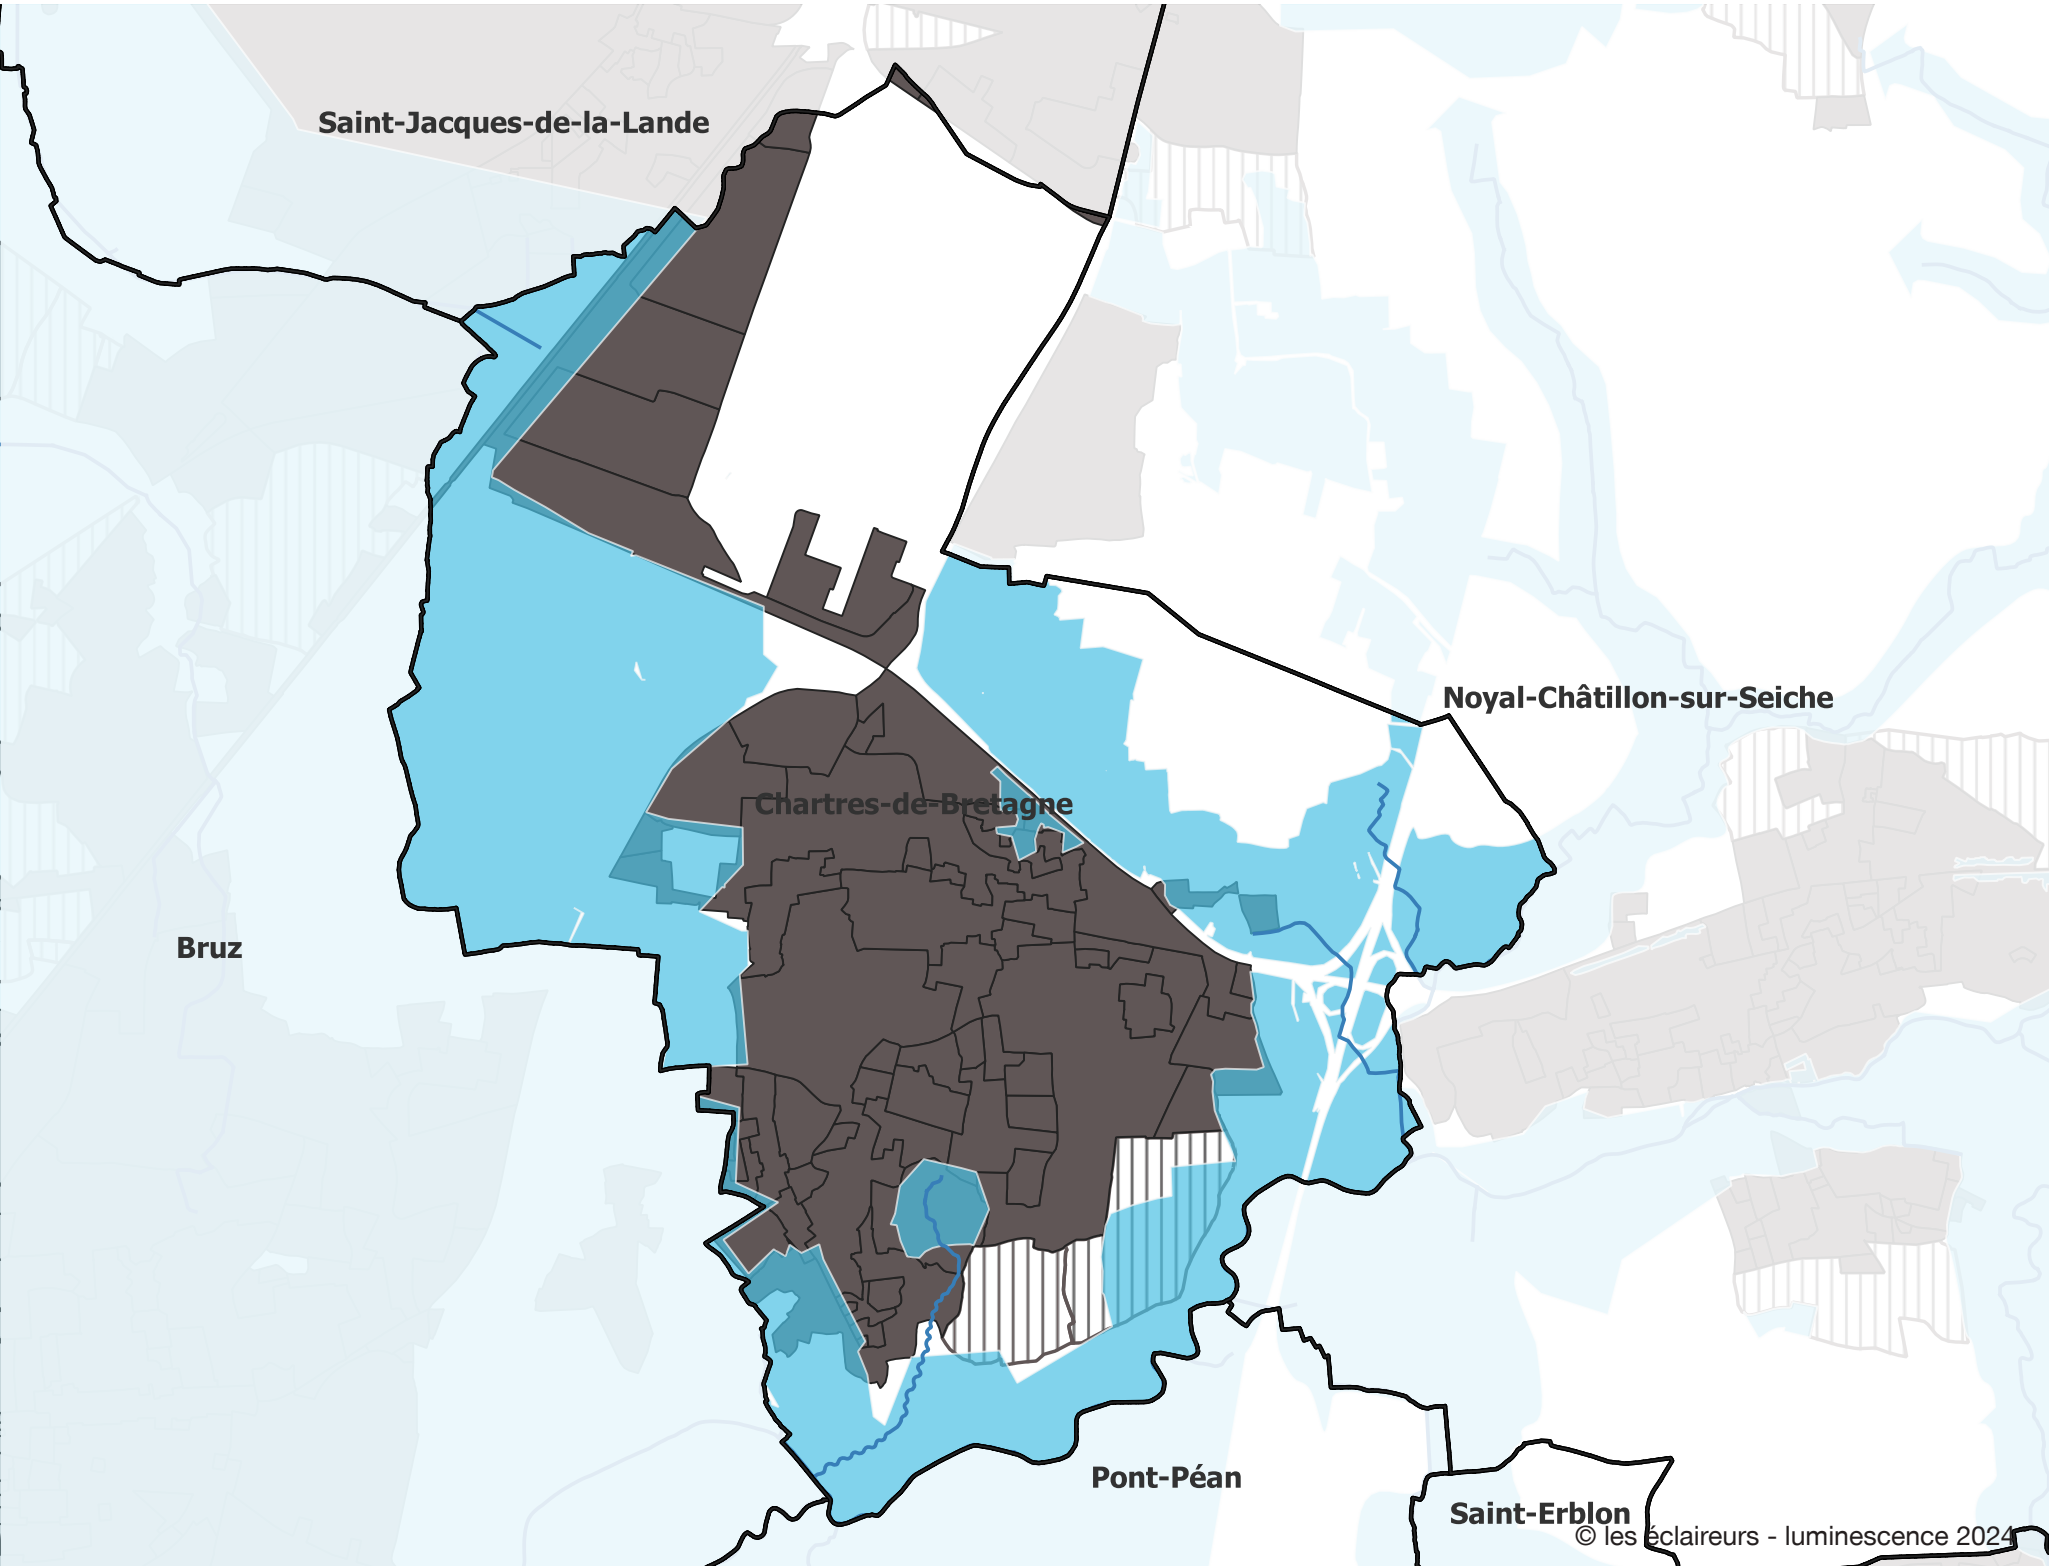 Saint-Jacques-de-la-Lande
Noyal-Châtillon-sur-Seiche
Chartres-de-Bretagne
Bruz
Pont-Péan
Saint-Erblon
© les éclaireurs - luminescence 2024